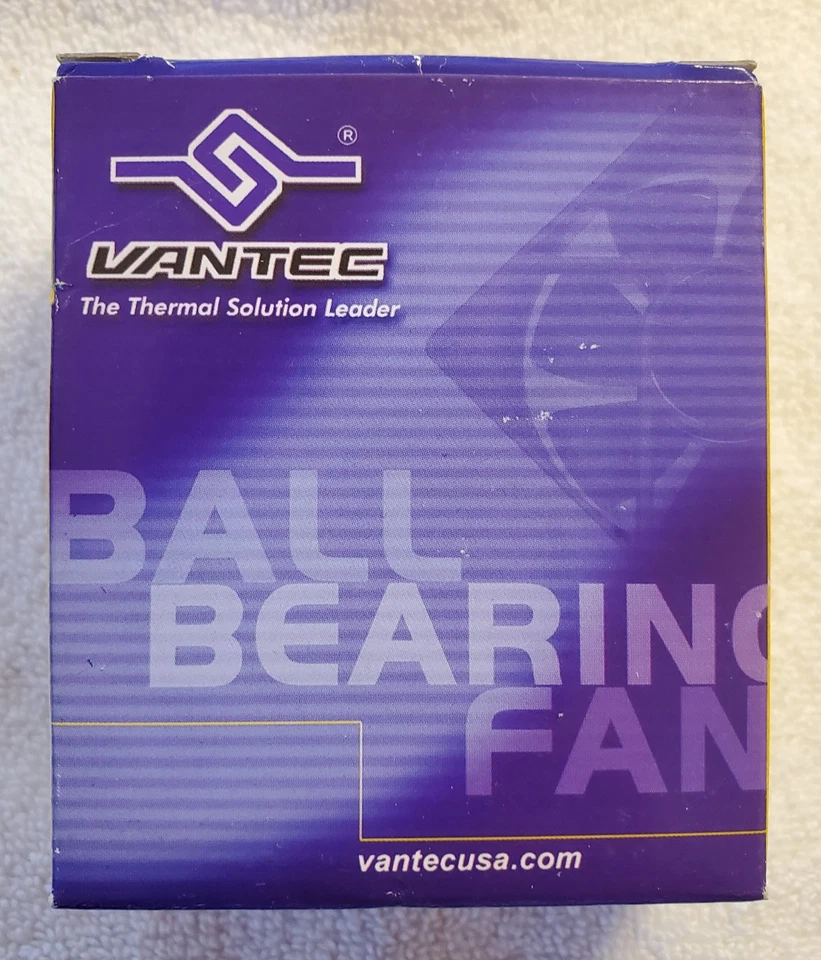 ®
VANTEC
The Thermal Solution Leader
BALL
BEARING
FAN
vantecusa.com